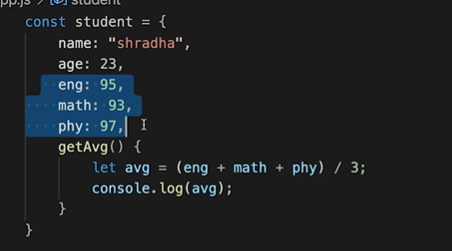 pp.js > student
const student = {
    name: "shradha",
    age: 23,
    eng: 95,
    math: 93,
    phy: 97,
    getAvg() {
        let avg = (eng + math + phy) / 3;
        console.log(avg);
    }
}